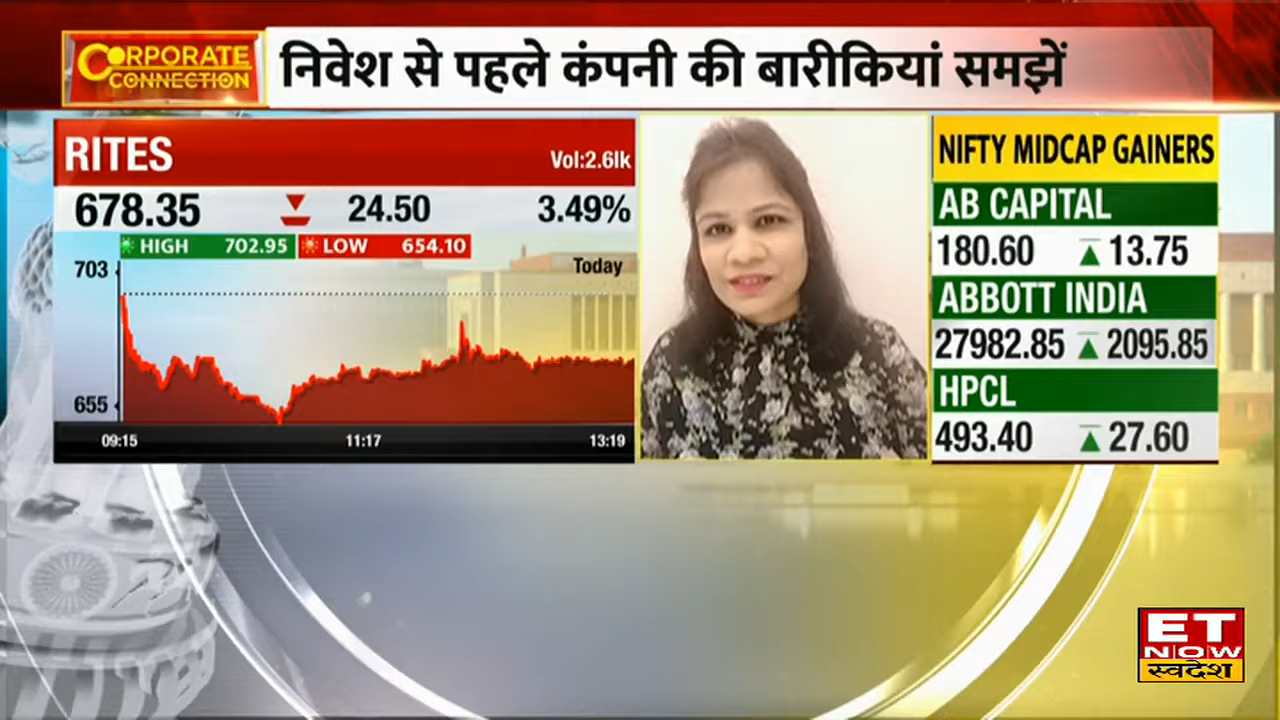 CORPORATE
CONNECTION
निवेश से पहले कंपनी की बारीकियां समझें
RITES
Vol:2.6lk
678.35 24.50 3.49%
HIGH 702.95 LOW 654.10
Today
703
655
09:15 11:17 13:19
NIFTY MIDCAP GAINERS
AB CAPITAL
180.60 13.75
ABBOTT INDIA
27982.85 2095.85
HPCL
493.40 27.60
ET
NOW
स्वदेश